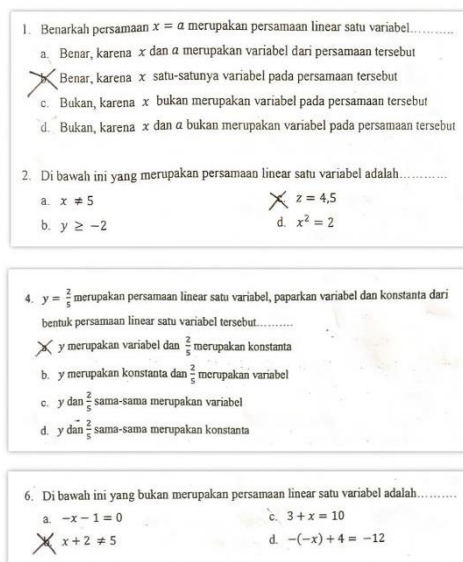 1. Benarkah persamaan x = a merupakan persamaan linear satu variabel............
a. Benar, karena x dan a merupakan variabel dari persamaan tersebut
b. Benar, karena x satu-satunya variabel pada persamaan tersebut
c. Bukan, karena x bukan merupakan variabel pada persamaan tersebut
d. Bukan, karena x dan a bukan merupakan variabel pada persamaan tersebut
2. Di bawah ini yang merupakan persamaan linear satu variabel adalah............
a. x ≠ 5 c. z = 4,5
b. y ≥ −2 d. x² = 2
4. y = 2/5 merupakan persamaan linear satu variabel, paparkan variabel dan konstanta dari
bentuk persamaan linear satu variabel tersebut..........
a. y merupakan variabel dan 2/5 merupakan konstanta
b. y merupakan konstanta dan 2/5 merupakan variabel
c. y dan 2/5 sama-sama merupakan variabel
d. y dan 2/5 sama-sama merupakan konstanta
6. Di bawah ini yang bukan merupakan persamaan linear satu variabel adalah..........
a. −x − 1 = 0 c. 3 + x = 10
b. x + 2 ≠ 5 d. −(−x) + 4 = −12